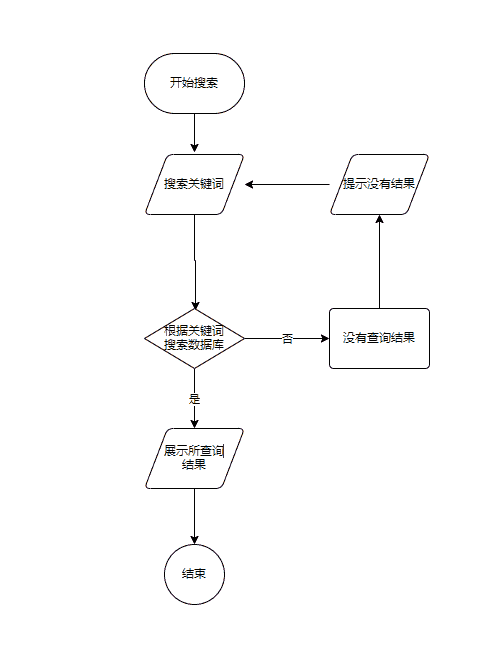 开始搜索
搜索关键词
提示没有结果
根据关键词
搜索数据库
否
没有查询结果
是
展示所查询
结果
结束